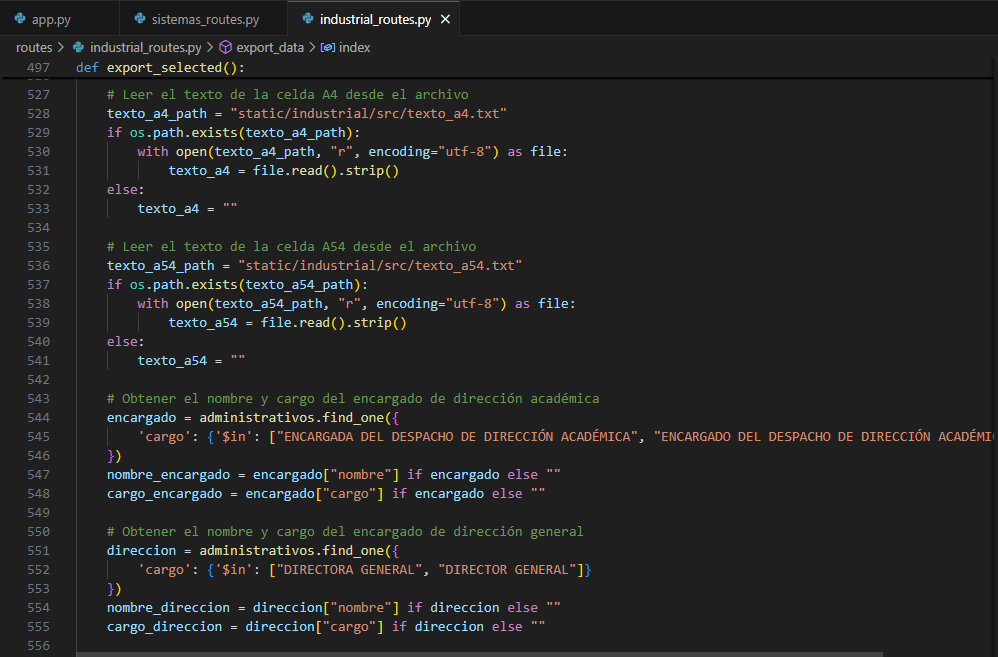 app.py sistemas_routes.py industrial_routes.py ×
routes > industrial_routes.py > export_data > index
497 def export_selected():
527 # Leer el texto de la celda A4 desde el archivo
528 texto_a4_path = "static/industrial/src/texto_a4.txt"
529 if os.path.exists(texto_a4_path):
530 with open(texto_a4_path, "r", encoding="utf-8") as file:
531 texto_a4 = file.read().strip()
532 else:
533 texto_a4 = ""
534
535 # Leer el texto de la celda A54 desde el archivo
536 texto_a54_path = "static/industrial/src/texto_a54.txt"
537 if os.path.exists(texto_a54_path):
538 with open(texto_a54_path, "r", encoding="utf-8") as file:
539 texto_a54 = file.read().strip()
540 else:
541 texto_a54 = ""
542
543 # Obtener el nombre y cargo del encargado de dirección académica
544 encargado = administrativos.find_one({
545 'cargo': {'$in': ["ENCARGADA DEL DESPACHO DE DIRECCIÓN ACADÉMICA", "ENCARGADO DEL DESPACHO DE DIRECCIÓN ACADÉMI
546 })
547 nombre_encargado = encargado["nombre"] if encargado else ""
548 cargo_encargado = encargado["cargo"] if encargado else ""
549
550 # Obtener el nombre y cargo del encargado de dirección general
551 direccion = administrativos.find_one({
552 'cargo': {'$in': ["DIRECTORA GENERAL", "DIRECTOR GENERAL"]}
553 })
554 nombre_direccion = direccion["nombre"] if direccion else ""
555 cargo_direccion = direccion["cargo"] if direccion else ""
556